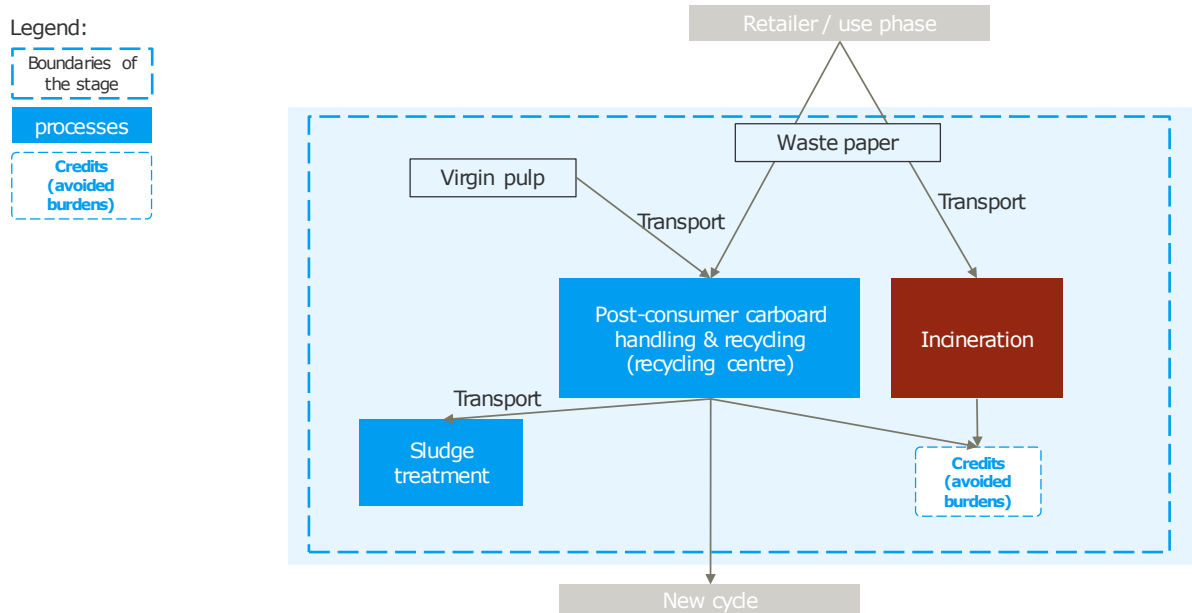 Legend:
Boundaries of
the stage
processes
Credits
(avoided
burdens)
Retailer / use phase
Waste paper
Virgin pulp
Transport
Transport
Post-consumer carboard
handling & recycling
(recycling centre)
Incineration
Transport
Sludge
treatment
Credits
(avoided
burdens)
New cycle